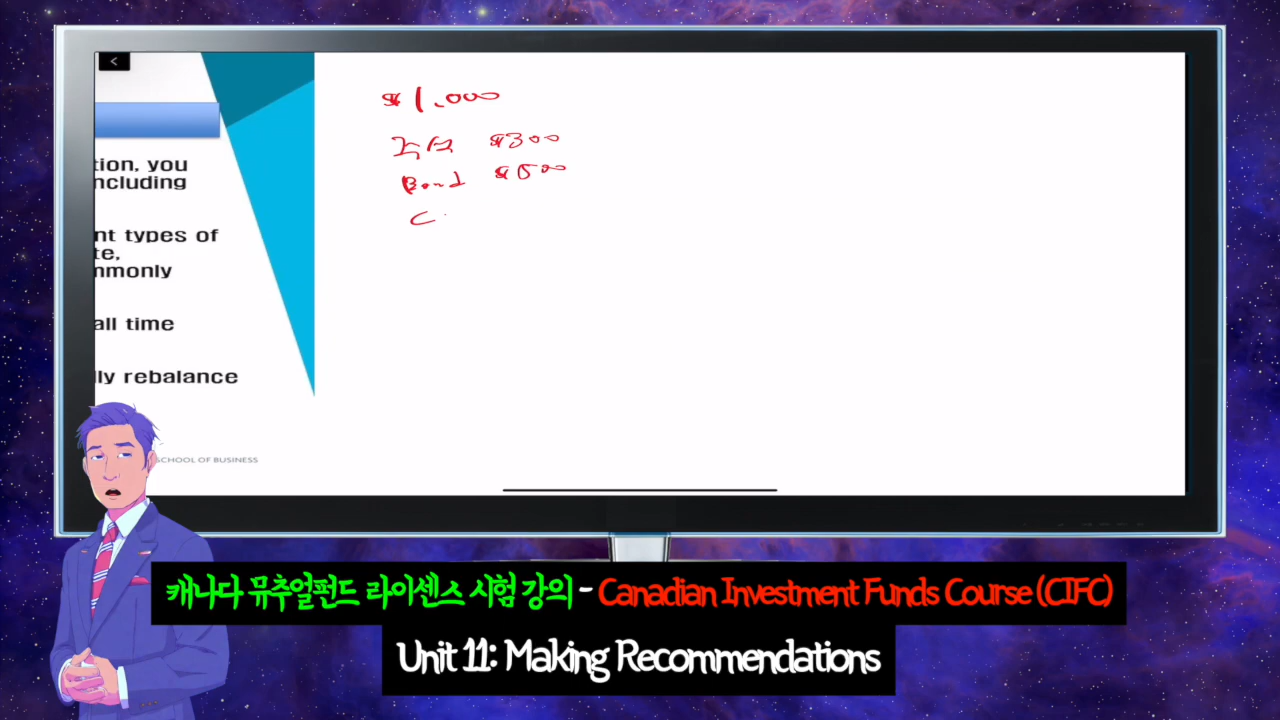 tion, you
ncluding
nt types of
te,
mmonly
all time
lly rebalance
SCHOOL OF BUSINESS
$1,000
주식 $300
Bond $500
C
캐나다 뮤추얼펀드 라이센스 시험 강의 - Canadian Investment Funds Course (CIFC)
Unit 11: Making Recommendations